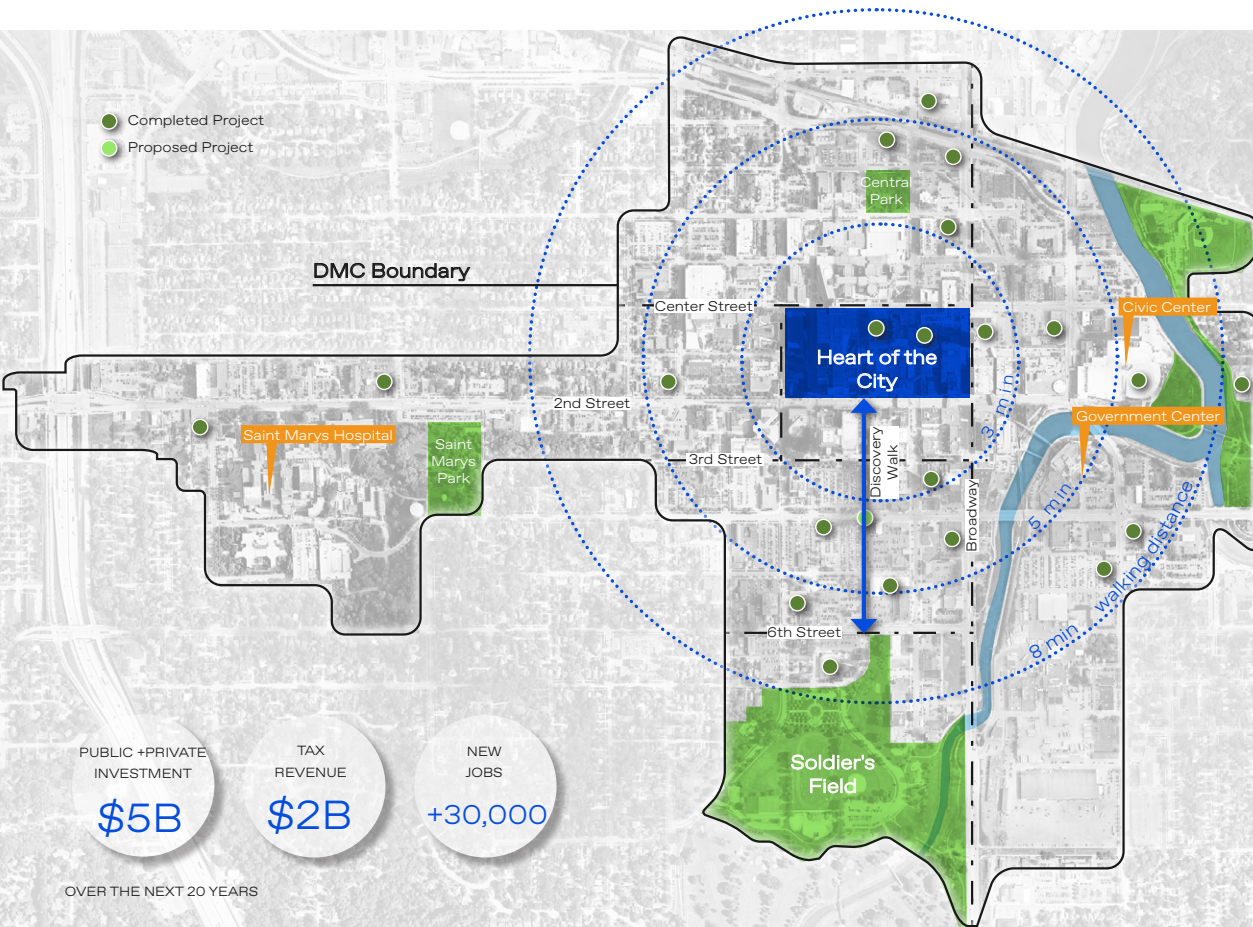 Completed Project
Proposed Project
Central
Park
DMC Boundary
Center Street
Civic Center
Heart of the
City
3 min
2nd Street
Government Center
Saint Marys Hospital
Saint
Marys
Park
3rd Street
Discovery
Walk
Broadway
5 min
8 min walking distance
6th Street
Soldier's
Field
PUBLIC +PRIVATE
INVESTMENT
$5B
TAX
REVENUE
$2B
NEW
JOBS
+30,000
OVER THE NEXT 20 YEARS